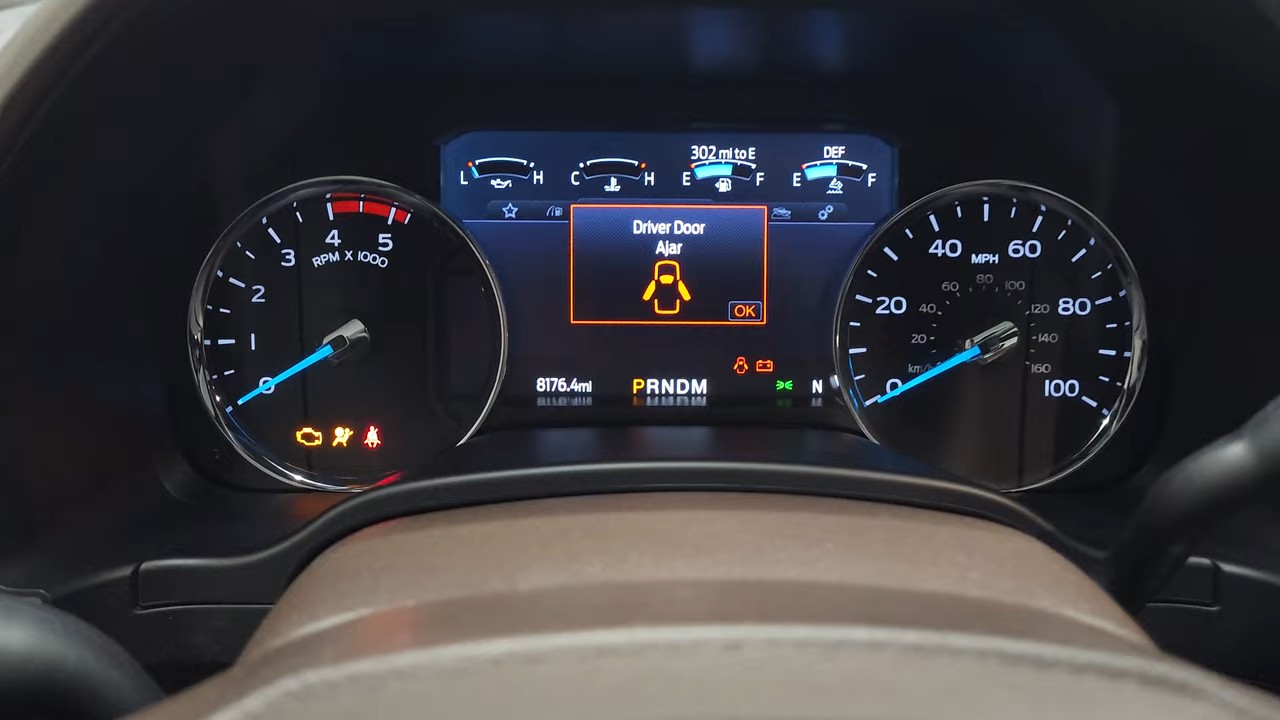 302 mi to E
DEF
L H
C H
E F
E F
Driver Door
Ajar
OK
8176.4mi
PRNDM
N
0
1
2
3
4
5
RPM X 1000
0
20
40
60
80
100
MPH
km/h
20
40
60
80
100
120
140
160